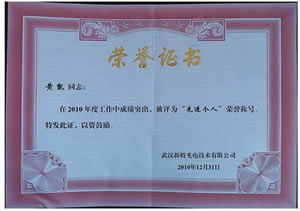 荣誉证书
黄凯 同志：
在2010年度工作中成绩突出，被评为“先进个人”荣誉称号。
特发此证，以资鼓励。
武汉新特光电技术有限公司
2010年12月31日